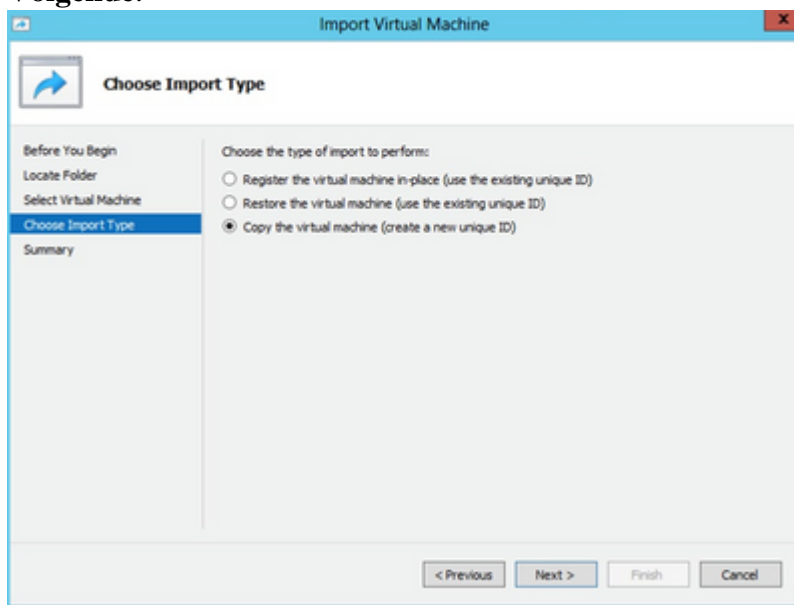 Import Virtual Machine
X
Choose Import Type
Before You Begin
Locate Folder
Select Virtual Machine
Choose Import Type
Summary
Choose the type of import to perform:
Register the virtual machine in-place (use the existing unique ID)
Restore the virtual machine (use the existing unique ID)
Copy the virtual machine (create a new unique ID)
< Previous
Next >
Finish
Cancel